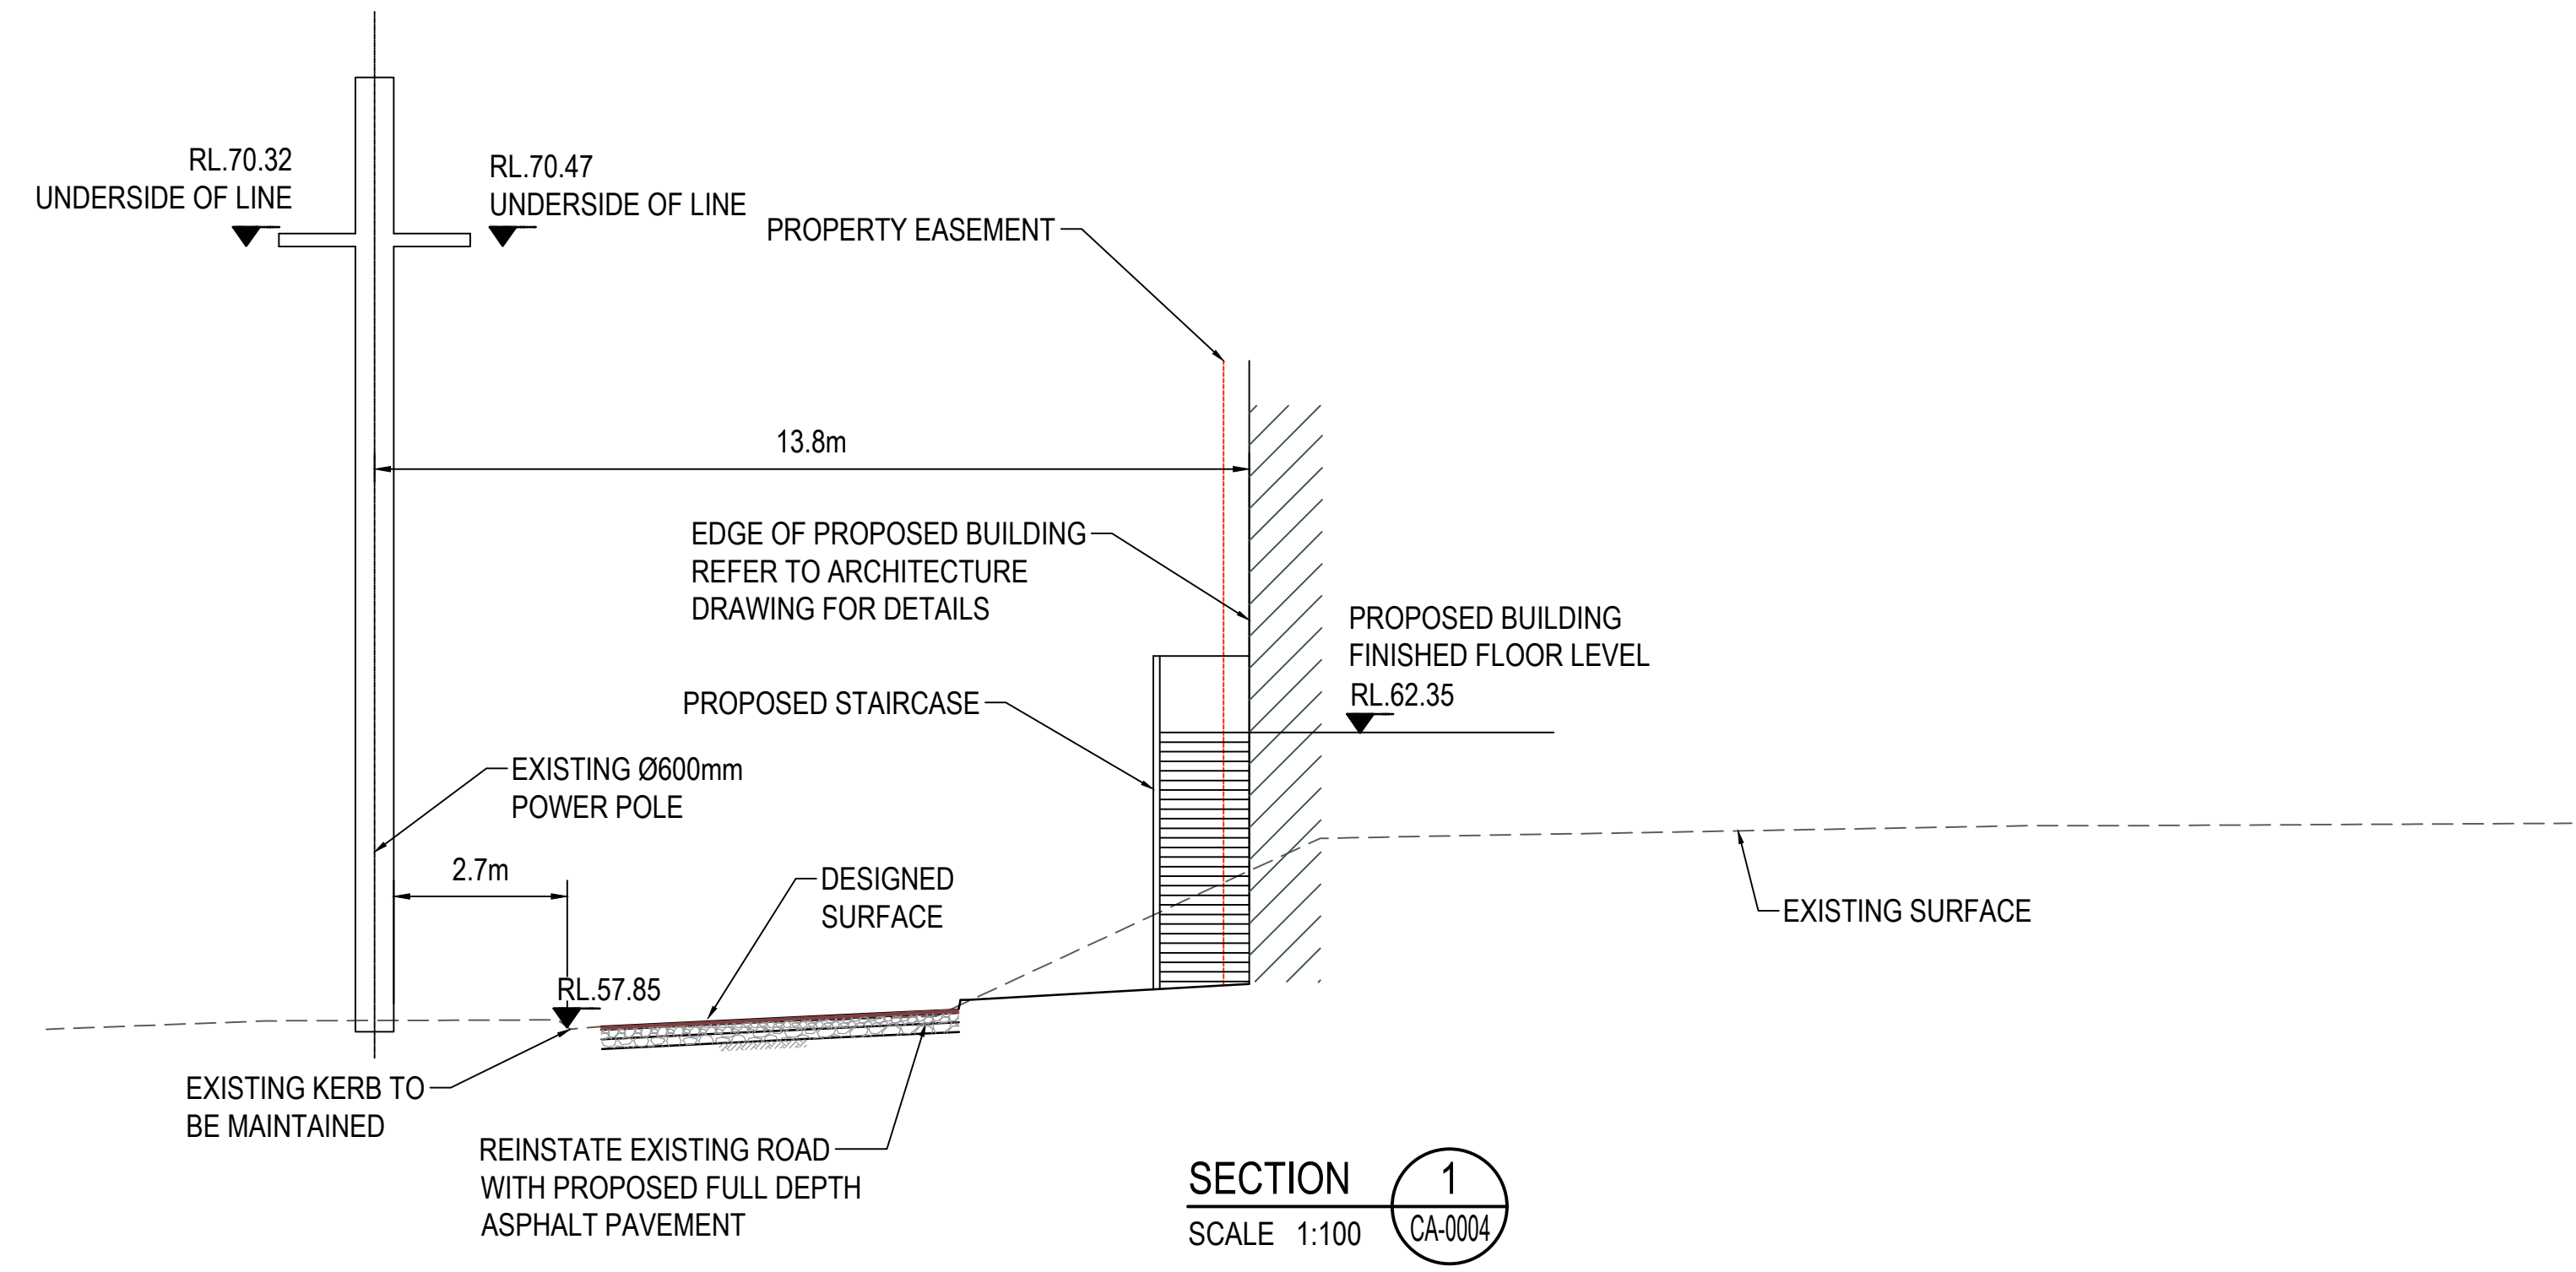 RL.70.32
UNDERSIDE OF LINE
RL.70.47
UNDERSIDE OF LINE
PROPERTY EASEMENT
13.8m
EDGE OF PROPOSED BUILDING
REFER TO ARCHITECTURE
DRAWING FOR DETAILS
PROPOSED BUILDING
FINISHED FLOOR LEVEL
RL.62.35
PROPOSED STAIRCASE
EXISTING Ø600mm
POWER POLE
2.7m
DESIGNED
SURFACE
EXISTING SURFACE
RL.57.85
EXISTING KERB TO
BE MAINTAINED
REINSTATE EXISTING ROAD
WITH PROPOSED FULL DEPTH
ASPHALT PAVEMENT
SECTION
SCALE 1:100
1
CA-0004